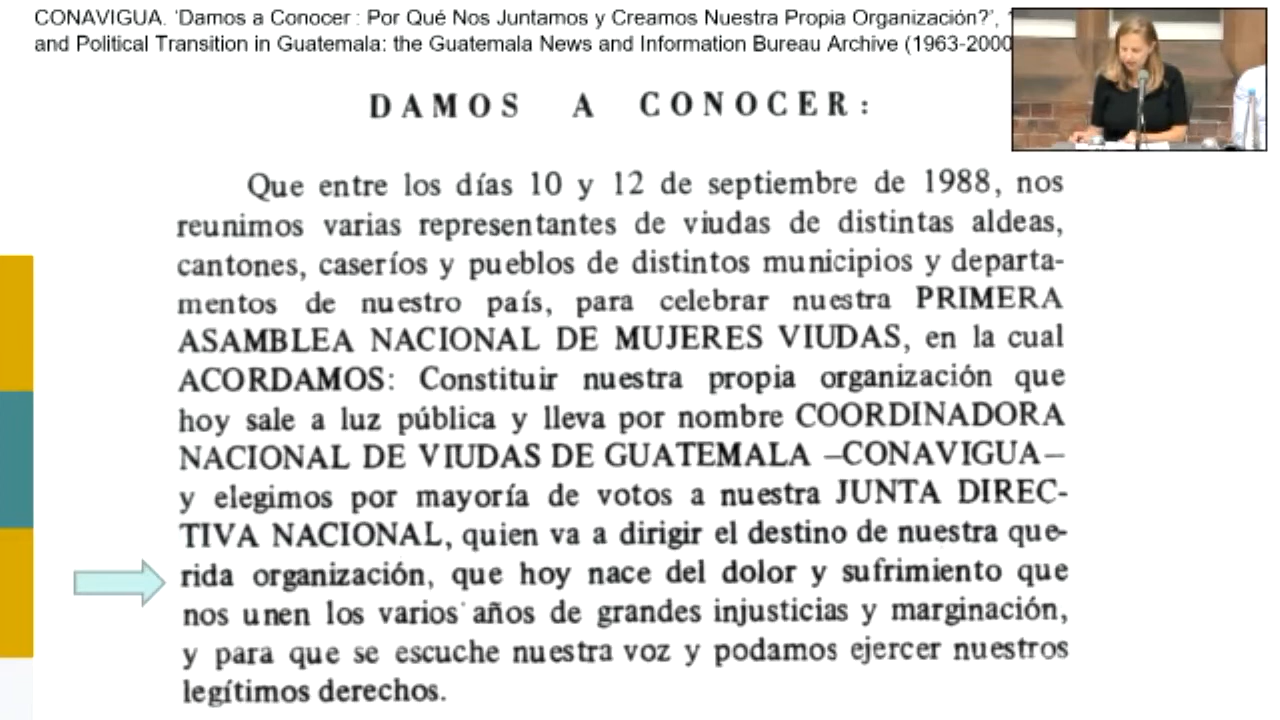 CONAVIGUA. 'Damos a Conocer : Por Qué Nos Juntamos y Creamos Nuestra Propia Organización?',
and Political Transition in Guatemala: the Guatemala News and Information Bureau Archive (1963-2000
DAMOS A CONOCER:
Que entre los días 10 y 12 de septiembre de 1988, nos
reunimos varias representantes de viudas de distintas aldeas,
cantones, caseríos y pueblos de distintos municipios y departa-
mentos de nuestro país, para celebrar nuestra PRIMERA
ASAMBLEA NACIONAL DE MUJERES VIUDAS, en la cual
ACORDAMOS: Constituir nuestra propia organización que
hoy sale a luz pública y lleva por nombre COORDINADORA
NACIONAL DE VIUDAS DE GUATEMALA —CONAVIGUA—
y elegimos por mayoría de votos a nuestra JUNTA DIREC-
TIVA NACIONAL, quien va a dirigir el destino de nuestra que-
rida organización, que hoy nace del dolor y sufrimiento que
nos unen los varios años de grandes injusticias y marginación,
y para que se escuche nuestra voz y podamos ejercer nuestros
legítimos derechos.